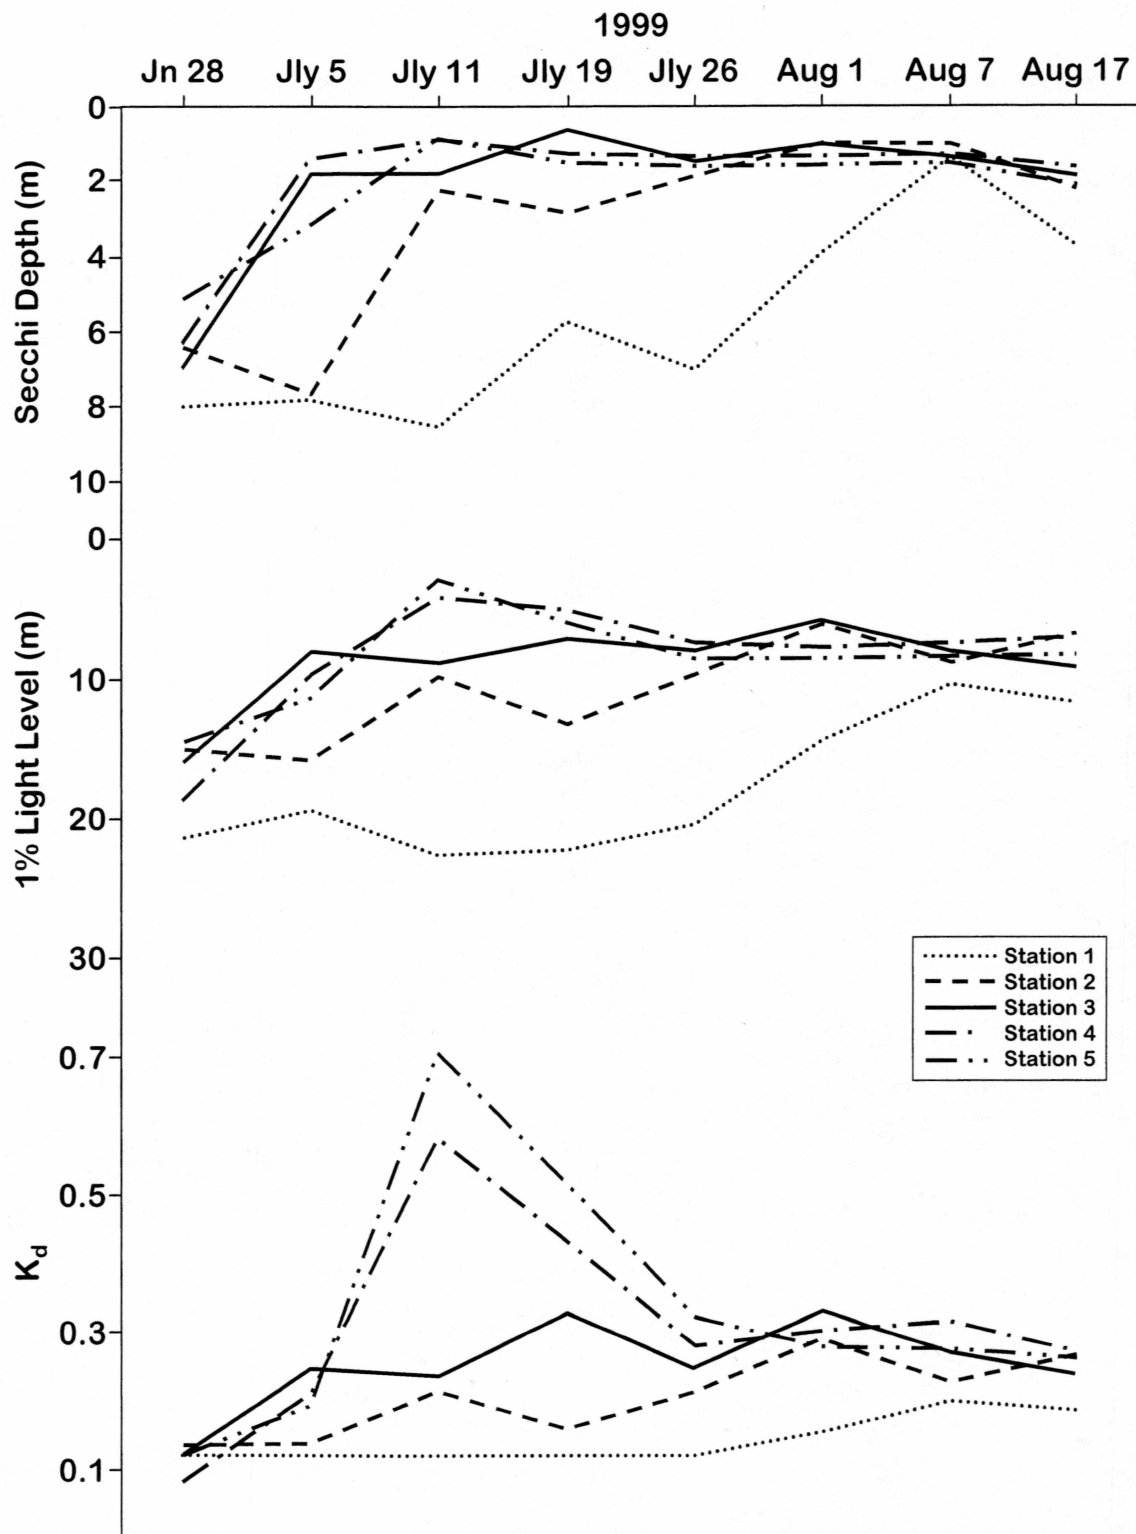 1999
Jn 28 Jly 5 Jly 11 Jly 19 Jly 26 Aug 1 Aug 7 Aug 17
Secchi Depth (m)
0
2
4
6
8
10
1% Light Level (m)
0
10
20
30
Station 1
Station 2
Station 3
Station 4
Station 5
Kd
0.7
0.5
0.3
0.1